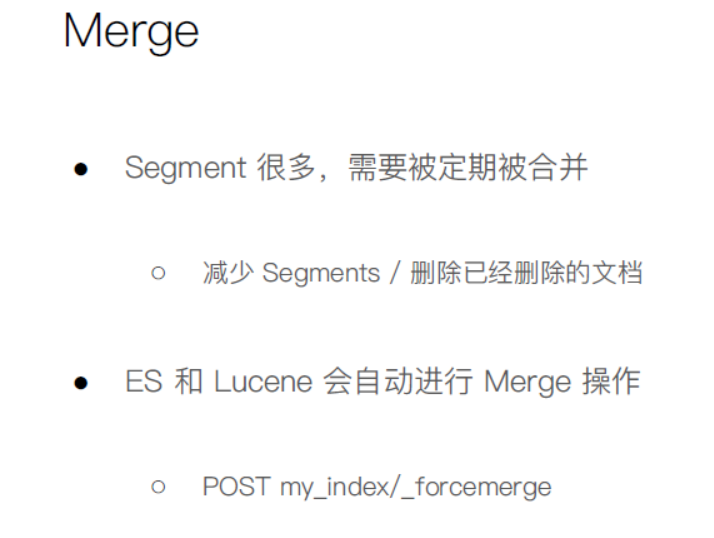 Merge
Segment 很多，需要被定期被合并
减少 Segments / 删除已经删除的文档
ES 和 Lucene 会自动进行 Merge 操作
POST my_index/_forcemerge